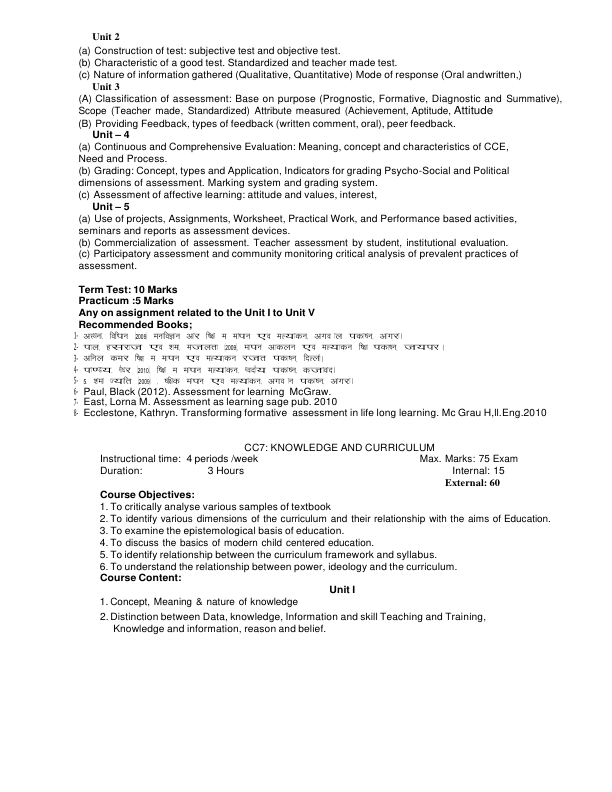 Unit 2
(a) Construction of test: subjective test and objective test.
(b) Characteristic of a good test. Standardized and teacher made test.
(c) Nature of information gathered (Qualitative, Quantitative) Mode of response (Oral andwritten,)
Unit 3
(A) Classification of assessment: Base on purpose (Prognostic, Formative, Diagnostic and Summative),
Scope (Teacher made, Standardized) Attribute measured (Achievement, Aptitude, Attitude
(B) Providing Feedback, types of feedback (written comment, oral), peer feedback.
Unit – 4
(a) Continuous and Comprehensive Evaluation: Meaning, concept and characteristics of CCE,
Need and Process.
(b) Grading: Concept, types and Application, Indicators for grading Psycho-Social and Political
dimensions of assessment. Marking system and grading system.
(c) Assessment of affective learning: attitude and values, interest,
Unit – 5
(a) Use of projects, Assignments, Worksheet, Practical Work, and Performance based activities,
seminars and reports as assessment devices.
(b) Commercialization of assessment. Teacher assessment by student, institutional evaluation.
(c) Participatory assessment and community monitoring critical analysis of prevalent practices of
assessment.
Term Test: 10 Marks
Practicum :5 Marks
Any on assignment related to the Unit I to Unit V
Recommended Books;
6- Paul, Black (2012). Assessment for learning McGraw.
7- East, Lorna M. Assessment as learning sage pub. 2010
8- Ecclestone, Kathryn. Transforming formative assessment in life long learning. Mc Grau H,ll.Eng.2010
CC7: KNOWLEDGE AND CURRICULUM
Instructional time: 4 periods /week Max. Marks: 75 Exam
Duration: 3 Hours Internal: 15
External: 60
Course Objectives:
1. To critically analyse various samples of textbook
2. To identify various dimensions of the curriculum and their relationship with the aims of Education.
3. To examine the epistemological basis of education.
4. To discuss the basics of modern child centered education.
5. To identify relationship between the curriculum framework and syllabus.
6. To understand the relationship between power, ideology and the curriculum.
Course Content:
Unit I
1. Concept, Meaning & nature of knowledge
2. Distinction between Data, knowledge, Information and skill Teaching and Training,
Knowledge and information, reason and belief.